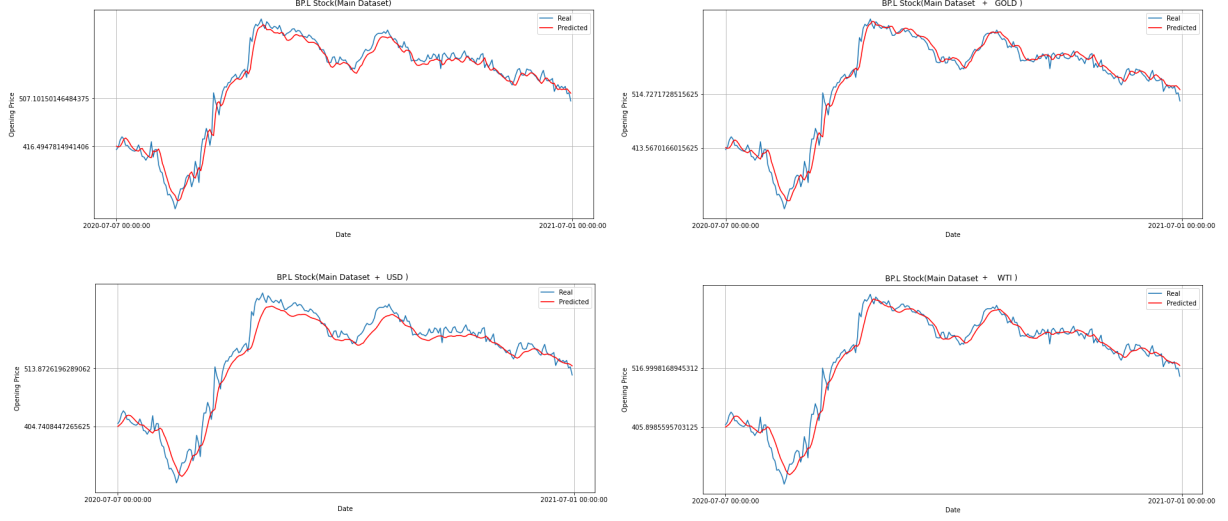 BP.L Stock(Main Dataset)
Real
Predicted
Opening Price
507.10150146484375
416.4947814941406
2020-07-07 00:00:00
2021-07-01 00:00:00
Date
BP.L Stock(Main Dataset + GOLD )
Real
Predicted
Opening Price
514.7271728515625
413.5670166015625
2020-07-07 00:00:00
2021-07-01 00:00:00
Date
BP.L Stock(Main Dataset + USD )
Real
Predicted
Opening Price
513.8726196289062
404.7408447265625
2020-07-07 00:00:00
2021-07-01 00:00:00
Date
BP.L Stock(Main Dataset + WTI )
Real
Predicted
Opening Price
516.9998168945312
405.8985595703125
2020-07-07 00:00:00
2021-07-01 00:00:00
Date